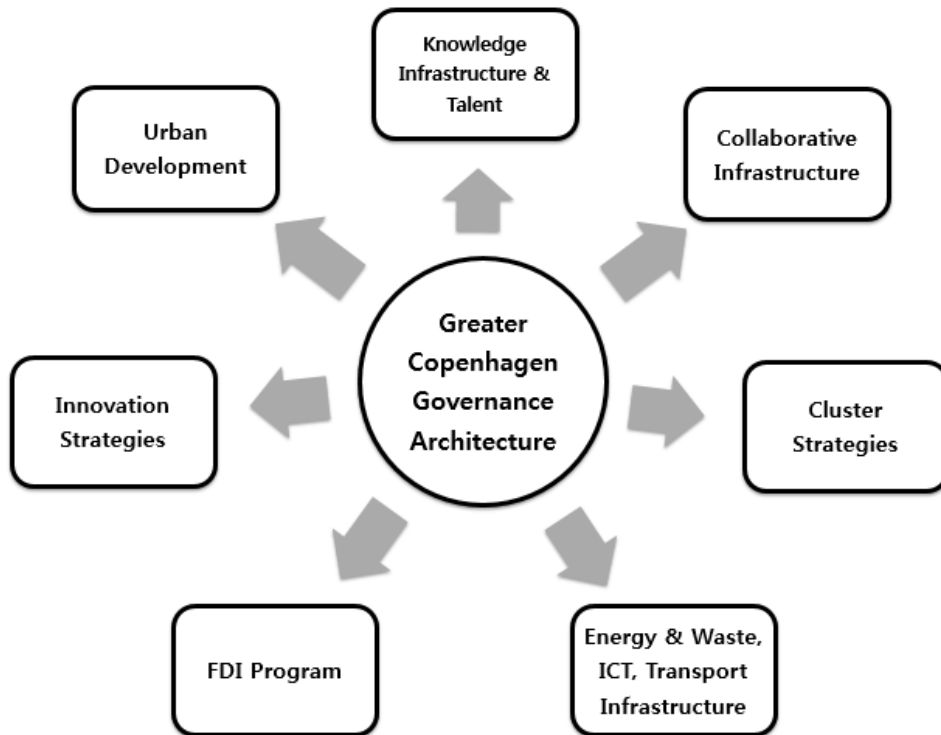 Knowledge
Infrastructure &
Talent
Urban
Development
Collaborative
Infrastructure
Greater
Copenhagen
Governance
Architecture
Innovation
Strategies
Cluster
Strategies
FDI Program
Energy & Waste,
ICT, Transport
Infrastructure